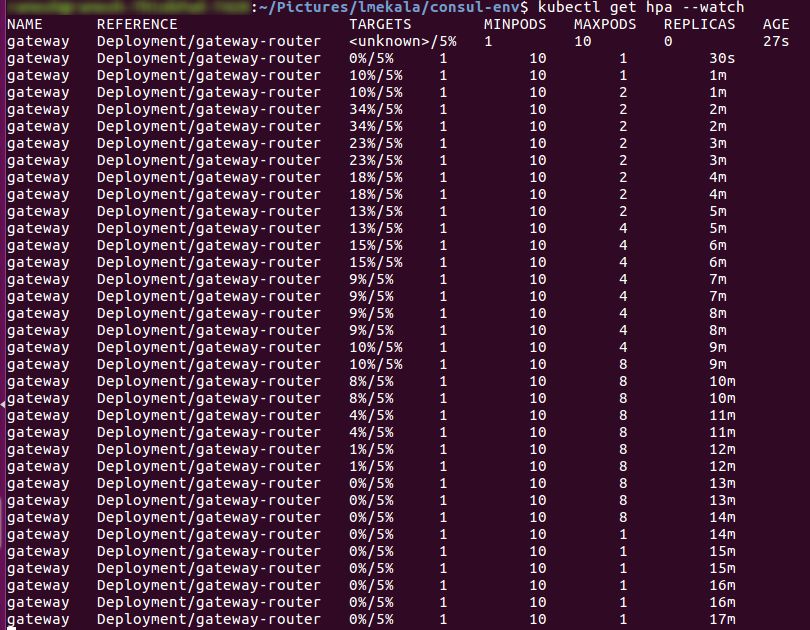 :~/Pictures/lmekala/consul-env$ kubectl get hpa --watch
NAME REFERENCE TARGETS MINPODS MAXPODS REPLICAS AGE
gateway Deployment/gateway-router <unknown>/5% 1 10 0 27s
gateway Deployment/gateway-router 0%/5% 1 10 1 30s
gateway Deployment/gateway-router 10%/5% 1 10 1 1m
gateway Deployment/gateway-router 10%/5% 1 10 2 1m
gateway Deployment/gateway-router 34%/5% 1 10 2 2m
gateway Deployment/gateway-router 34%/5% 1 10 2 2m
gateway Deployment/gateway-router 23%/5% 1 10 2 3m
gateway Deployment/gateway-router 23%/5% 1 10 2 3m
gateway Deployment/gateway-router 18%/5% 1 10 2 4m
gateway Deployment/gateway-router 18%/5% 1 10 2 4m
gateway Deployment/gateway-router 13%/5% 1 10 2 5m
gateway Deployment/gateway-router 13%/5% 1 10 4 5m
gateway Deployment/gateway-router 15%/5% 1 10 4 6m
gateway Deployment/gateway-router 15%/5% 1 10 4 6m
gateway Deployment/gateway-router 9%/5% 1 10 4 7m
gateway Deployment/gateway-router 9%/5% 1 10 4 7m
gateway Deployment/gateway-router 9%/5% 1 10 4 8m
gateway Deployment/gateway-router 9%/5% 1 10 4 8m
gateway Deployment/gateway-router 10%/5% 1 10 4 9m
gateway Deployment/gateway-router 10%/5% 1 10 8 9m
gateway Deployment/gateway-router 8%/5% 1 10 8 10m
gateway Deployment/gateway-router 8%/5% 1 10 8 10m
gateway Deployment/gateway-router 4%/5% 1 10 8 11m
gateway Deployment/gateway-router 4%/5% 1 10 8 11m
gateway Deployment/gateway-router 1%/5% 1 10 8 12m
gateway Deployment/gateway-router 1%/5% 1 10 8 12m
gateway Deployment/gateway-router 0%/5% 1 10 8 13m
gateway Deployment/gateway-router 0%/5% 1 10 8 13m
gateway Deployment/gateway-router 0%/5% 1 10 8 14m
gateway Deployment/gateway-router 0%/5% 1 10 1 14m
gateway Deployment/gateway-router 0%/5% 1 10 1 15m
gateway Deployment/gateway-router 0%/5% 1 10 1 15m
gateway Deployment/gateway-router 0%/5% 1 10 1 16m
gateway Deployment/gateway-router 0%/5% 1 10 1 16m
gateway Deployment/gateway-router 0%/5% 1 10 1 17m